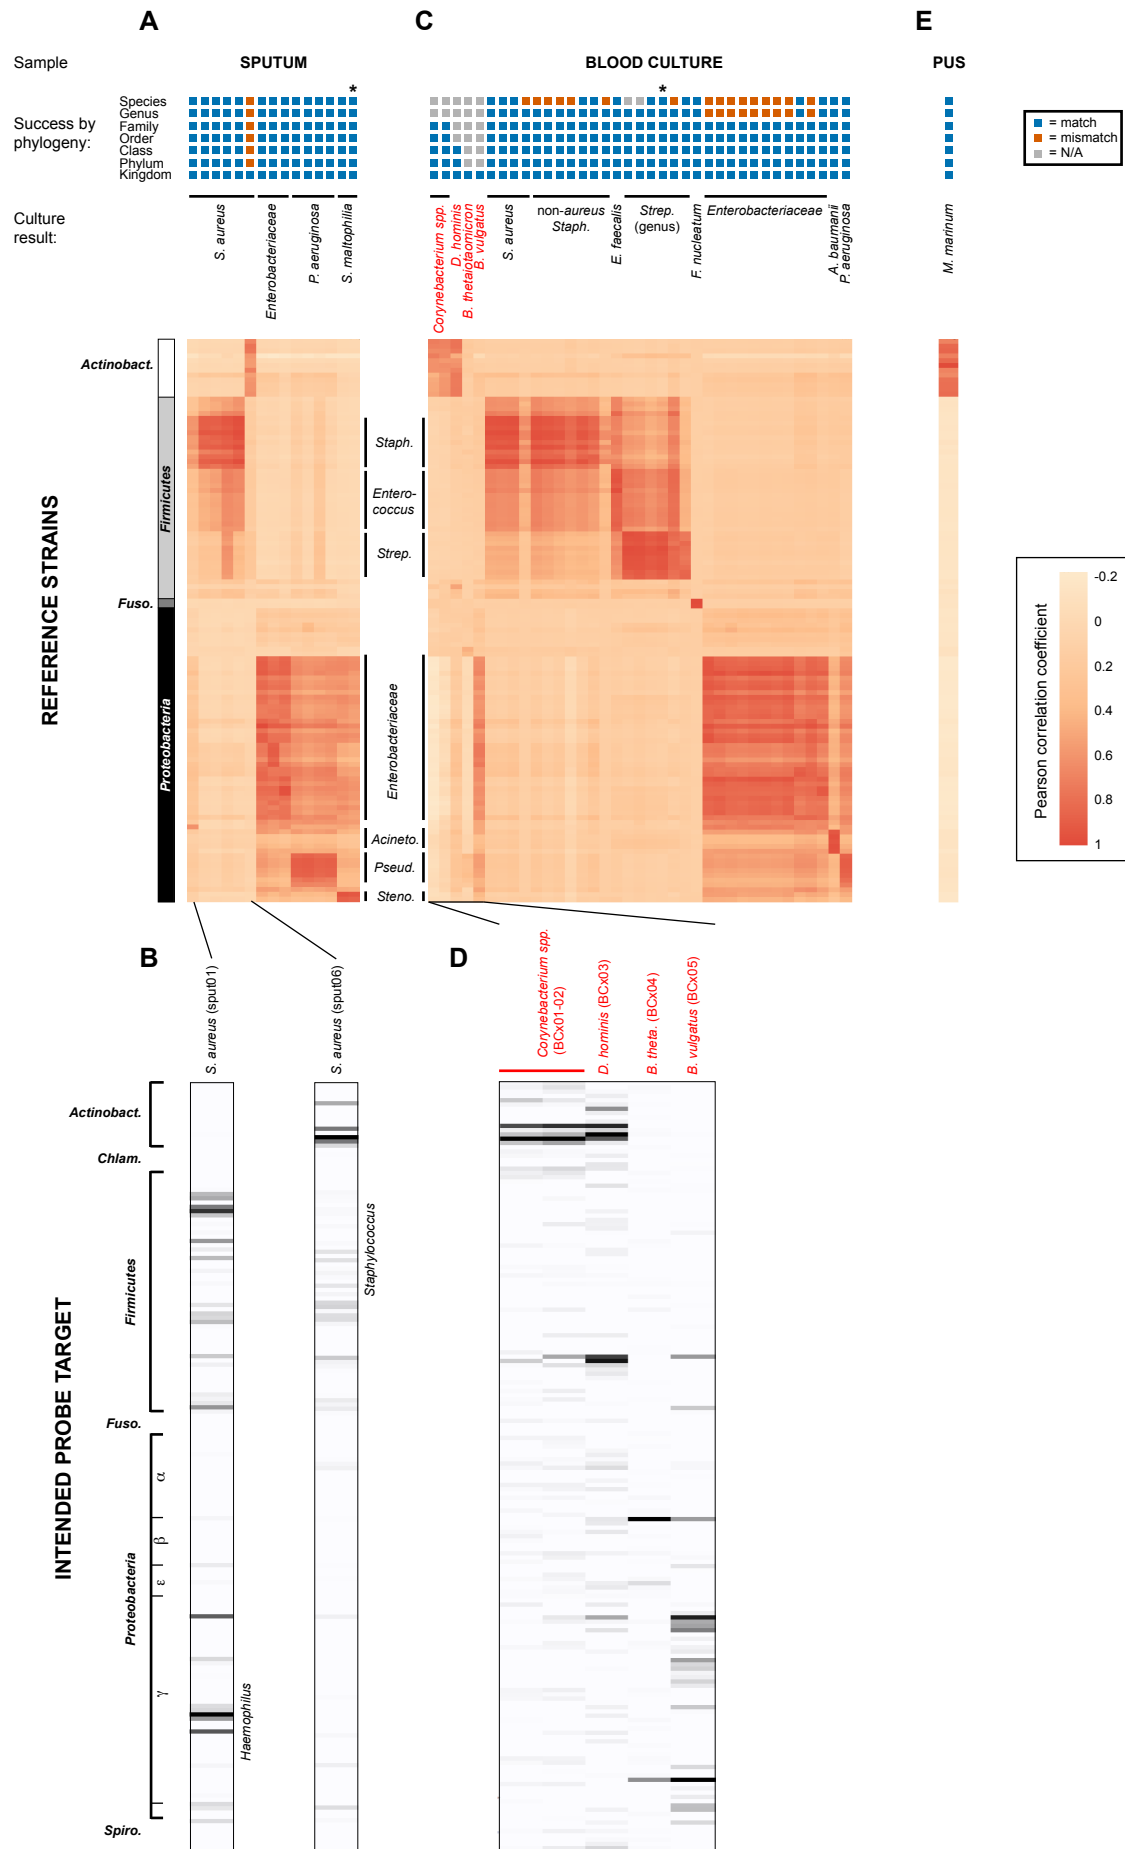 A
C
E
Sample
SPUTUM
BLOOD CULTURE
PUS
*
*
Success by
phylogeny:
Species
Genus
Family
Order
Class
Phylum
Kingdom
= match
= mismatch
= N/A
Culture
result:
S. aureus
Enterobacteriaceae
P. aeruginosa
S. maltophilia
Corynebacterium spp.
D. hominis
B. thetaiotaomicron
B. vulgatus
S. aureus
non-aureus
Staph.
E. faecalis
Strep.
(genus)
F. nucleatum
Enterobacteriaceae
A. baumanii
P. aeruginosa
M. marinum
REFERENCE STRAINS
Actinobact.
Firmicutes
Fuso.
Proteobacteria
Staph.
Entero-
coccus
Strep.
Enterobacteriaceae
Acineto.
Pseud.
Steno.
Pearson correlation coefficient
-0.2
0
0.2
0.4
0.6
0.8
1
B
S. aureus (sput01)
S. aureus (sput06)
D
Corynebacterium spp.
(BCx01-02)
D. hominis (BCx03)
B. theta. (BCx04)
B. vulgatus (BCx05)
INTENDED PROBE TARGET
Actinobact.
Chlam.
Firmicutes
Fuso.
Proteobacteria
α
β
ε
γ
Spiro.
Staphylococcus
Haemophilus